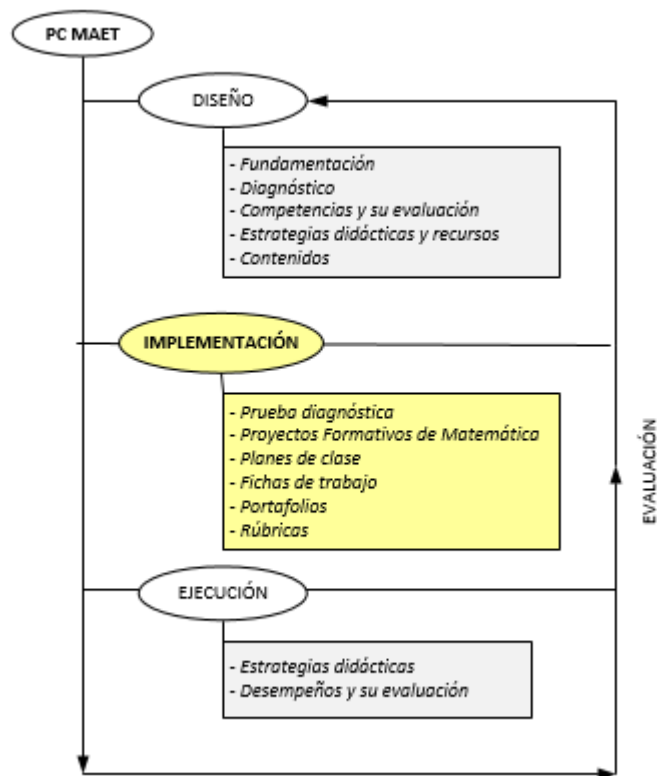 PC MAET
DISEÑO
- Fundamentación
- Diagnóstico
- Competencias y su evaluación
- Estrategias didácticas y recursos
- Contenidos
IMPLEMENTACIÓN
- Prueba diagnóstica
- Proyectos Formativos de Matemática
- Planes de clase
- Fichas de trabajo
- Portafolios
- Rúbricas
EVALUACIÓN
EJECUCIÓN
- Estrategias didácticas
- Desempeños y su evaluación